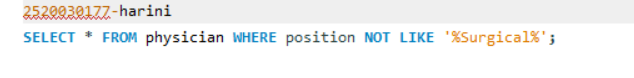 2520030177-harini
SELECT * FROM physician WHERE position NOT LIKE '%Surgical%';